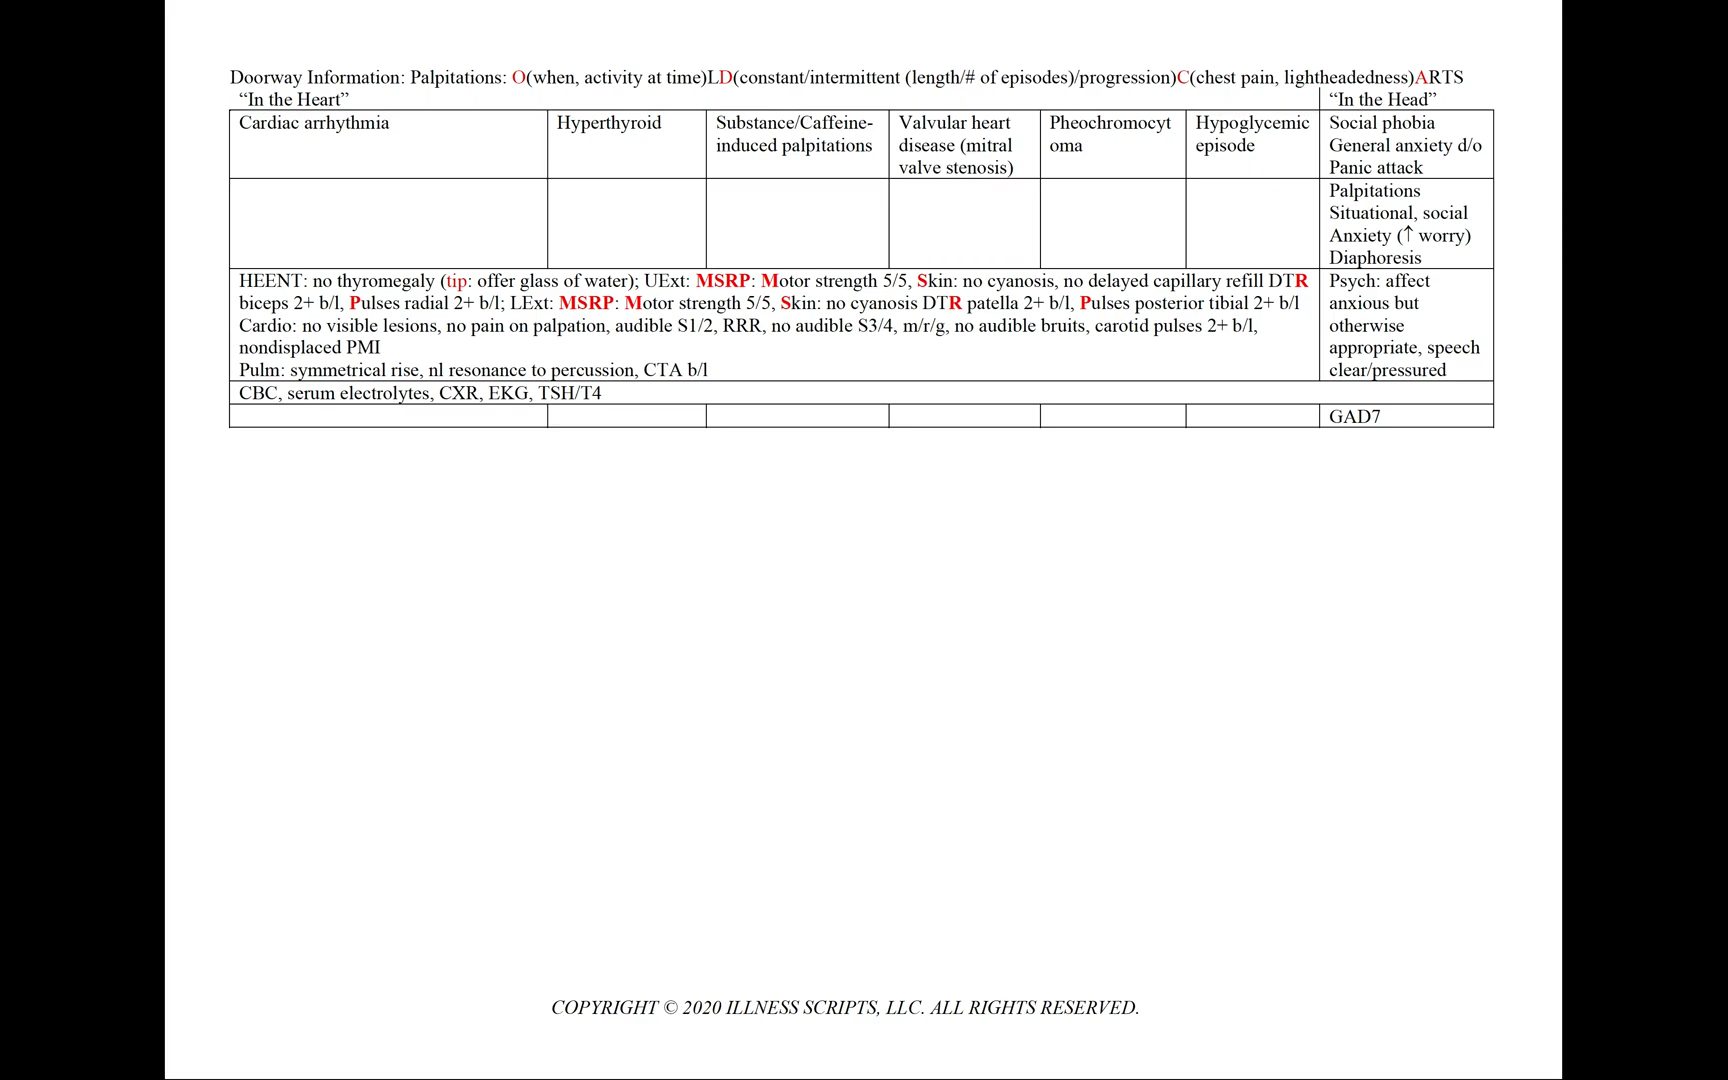 Doorway Information: Palpitations: O(when, activity at time)LD(constant/intermittent (length/# of episodes)/progression)C(chest pain, lightheadedness)ARTS
“In the Heart”
“In the Head”
Cardiac arrhythmia
Hyperthyroid
Substance/Caffeine-
induced palpitations
Valvular heart
disease (mitral
valve stenosis)
Pheochromocyt
oma
Hypoglycemic
episode
Social phobia
General anxiety d/o
Panic attack
Palpitations
Situational, social
Anxiety (↑ worry)
Diaphoresis
HEENT: no thyromegaly (tip: offer glass of water); UExt: MSRP: Motor strength 5/5, Skin: no cyanosis, no delayed capillary refill DTR
biceps 2+ b/l, Pulses radial 2+ b/l; LExt: MSRP: Motor strength 5/5, Skin: no cyanosis DTR patella 2+ b/l, Pulses posterior tibial 2+ b/l
Cardio: no visible lesions, no pain on palpation, audible S1/2, RRR, no audible S3/4, m/r/g, no audible bruits, carotid pulses 2+ b/l,
nondisplaced PMI
Pulm: symmetrical rise, nl resonance to percussion, CTA b/l
Psych: affect
anxious but
otherwise
appropriate, speech
clear/pressured
CBC, serum electrolytes, CXR, EKG, TSH/T4
GAD7
COPYRIGHT © 2020 ILLNESS SCRIPTS, LLC. ALL RIGHTS RESERVED.